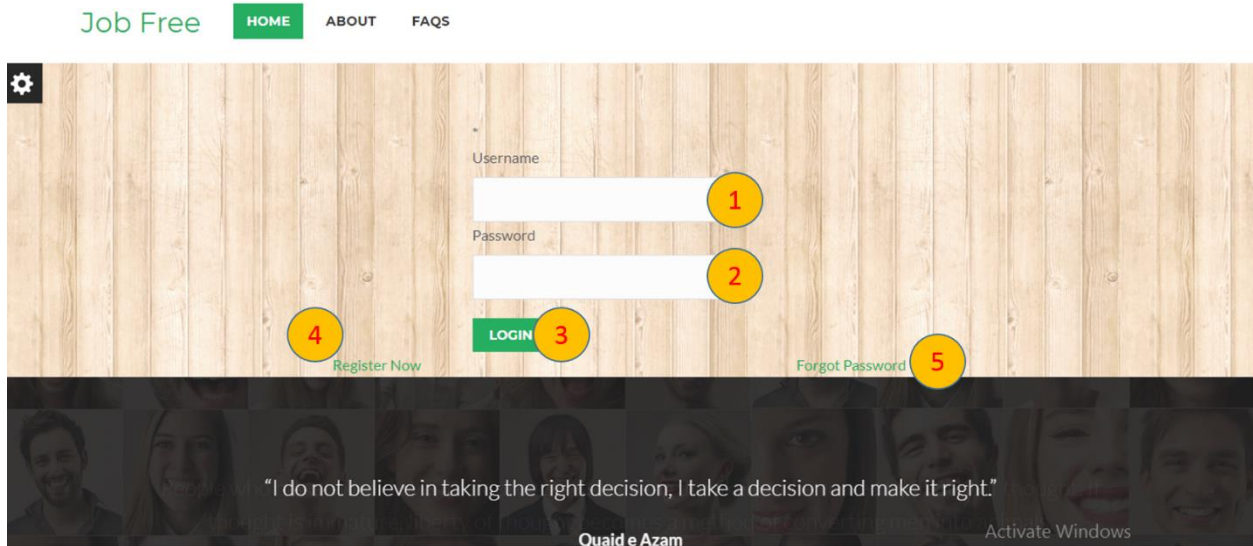 Job Free HOME ABOUT FAQS
Username
1
Password
2
LOGIN 3
4
Register Now
Forgot Password 5
“I do not believe in taking the right decision, I take a decision and make it right.”
Quaid e Azam
Activate Windows